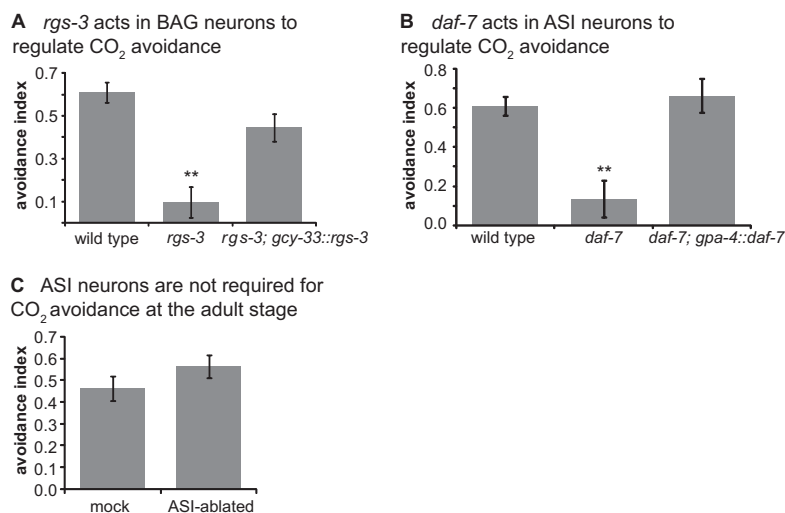 A rgs-3 acts in BAG neurons to
regulate CO2 avoidance
avoidance index
0.7
0.5
0.3
0.1
**
wild type rgs-3 rgs-3; gcy-33::rgs-3
B daf-7 acts in ASI neurons to
regulate CO2 avoidance
avoidance index
0.8
0.6
0.4
0.2
0.0
**
wild type daf-7 daf-7; gpa-4::daf-7
C ASI neurons are not required for
CO2 avoidance at the adult stage
avoidance index
0.7
0.6
0.5
0.4
0.3
0.2
0.1
0.0
mock ASI-ablated